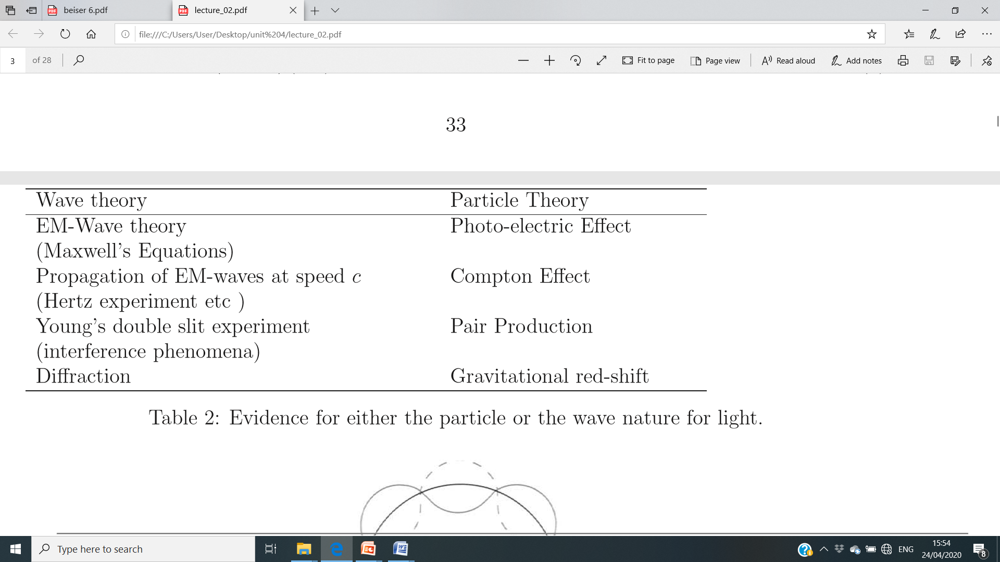 beiser 6.pdf
lecture_02.pdf
file:///C:/Users/User/Desktop/unit%204/lecture_02.pdf
3 of 28
Fit to page
Page view
Read aloud
Add notes
33
Wave theory Particle Theory
EM-Wave theory Photo-electric Effect
(Maxwell's Equations)
Propagation of EM-waves at speed c Compton Effect
(Hertz experiment etc )
Young's double slit experiment Pair Production
(interference phenomena)
Diffraction Gravitational red-shift
Table 2: Evidence for either the particle or the wave nature for light.
Type here to search
ENG
15:54
24/04/2020
8